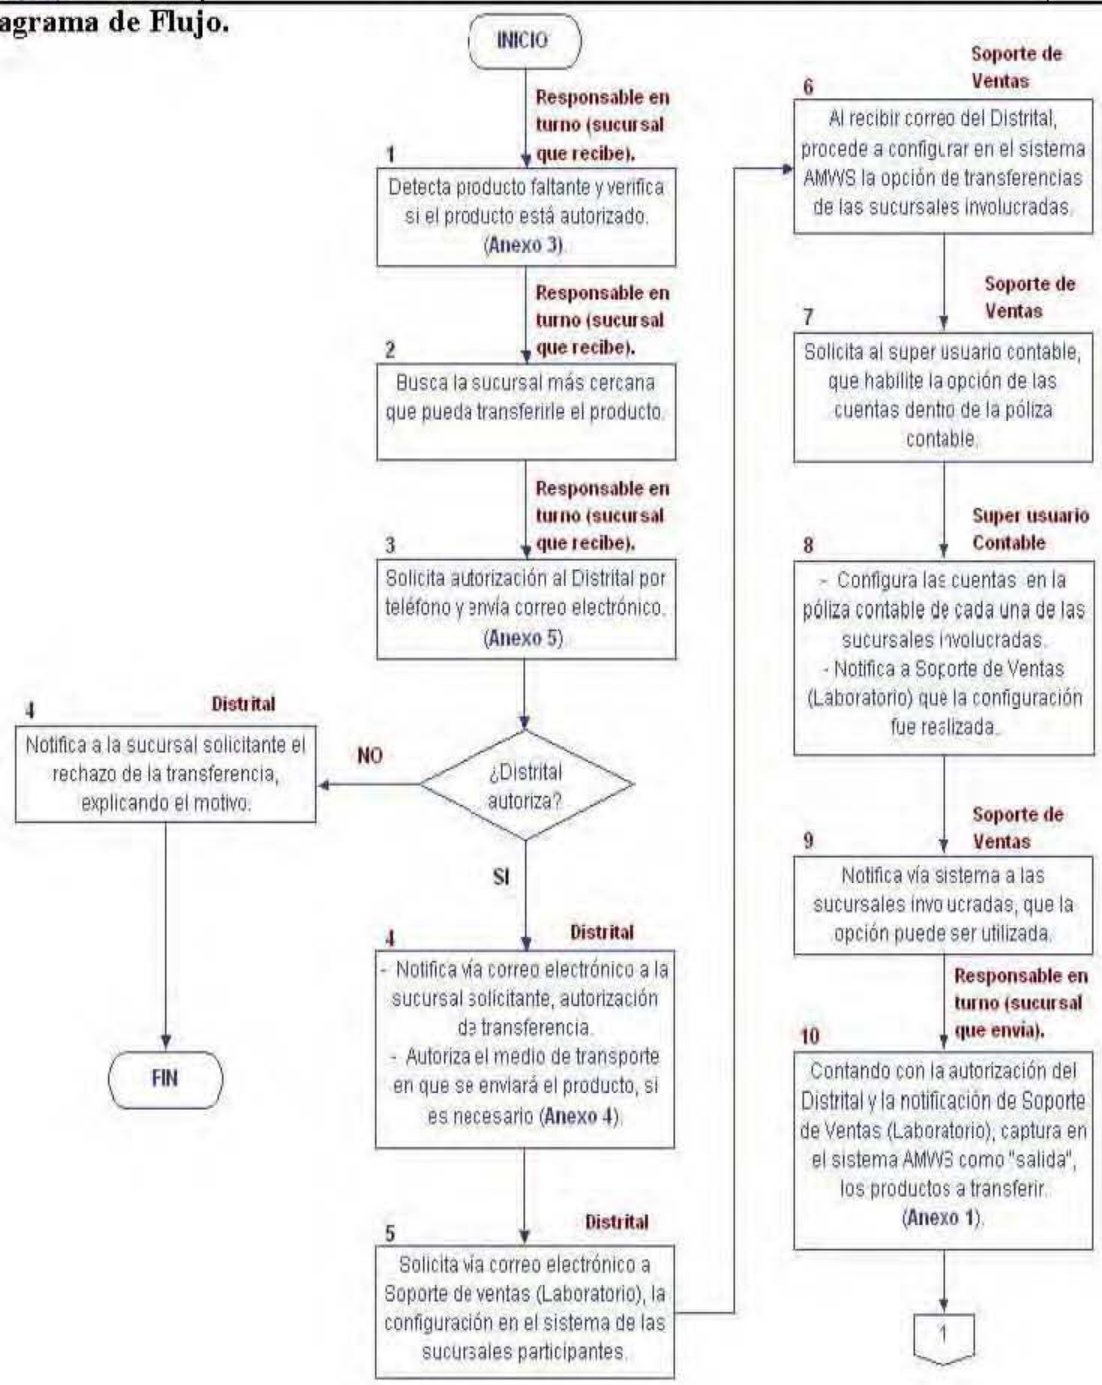 agrama de Flujo.
INICIO
Responsable en
turno (sucursal
que recibe).
1
Detecta producto faltante y verifica
si el producto está autorizado.
(Anexo 3).
Responsable en
turno (sucursal
que recibe).
2
Busca la sucursal más cercana
que pueda transferirle el producto.
Responsable en
turno (sucursal
que recibe).
3
Solicita autorización al Distrital por
teléfono y envía correo electrónico.
(Anexo 5).
¿Distrital
autoriza?
NO
4
Distrital
Notifica a la sucursal solicitante el
rechazo de la transferencia,
explicando el motivo.
FIN
SI
4
Distrital
- Notifica vía correo electrónico a la
sucursal solicitante, autorización
de transferencia.
- Autoriza el medio de transporte
en que se enviará el producto, si
es necesario (Anexo 4).
Distrital
5
Solicita vía correo electrónico a
Soporte de ventas (Laboratorio), la
configuración en el sistema de las
sucursales participantes.
Soporte de
Ventas
6
Al recibir correo del Distrital,
procede a configurar en el sistema
AMWS la opción de transferencias
de las sucursales involucradas.
Soporte de
Ventas
7
Solicita al super usuario contable,
que habilite la opción de las
cuentas dentro de la póliza
contable.
Super usuario
Contable
8
- Configura las cuentas en la
póliza contable de cada una de las
sucursales involucradas.
- Notifica a Soporte de Ventas
(Laboratorio) que la configuración
fue realizada.
Soporte de
Ventas
9
Notifica vía sistema a las
sucursales involucradas, que la
opción puede ser utilizada.
Responsable en
turno (sucursal
que envía).
10
Contando con la autorización del
Distrital y la notificación de Soporte
de Ventas (Laboratorio), captura en
el sistema AMWS como "salida",
los productos a transferir.
(Anexo 1).
1